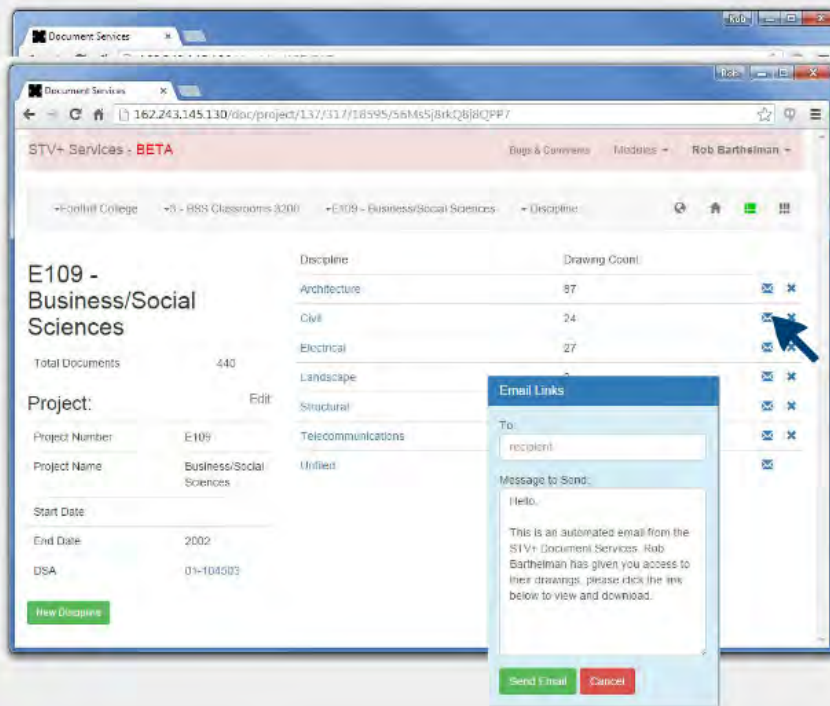 Rob
Document Services
Rob
Document Services
162.243.145.130/doc/project/137/317/18595/
STV+ Services - BETA
Bugs & Comments Modules Rob Barthelman
Foothill College 3 - BSS Classrooms 3200 E109 - Business/Social Sciences Discipline
E109 -
Business/Social
Sciences
Total Documents 440
Project: Edit
Project Number E109
Project Name Business/Social
Sciences
Start Date
End Date 2002
DSA 01-104503
New Discipline
Discipline Drawing Count
Architecture 87
Civil 24
Electrical 27
Landscape
Structural
Telecommunications
Unfiled
Email Links
To:
recipient
Message to Send:
Hello,
This is an automated email from the
STV+ Document Services. Rob
Barthelman has given you access to
their drawings, please click the link
below to view and download.
Send Email Cancel